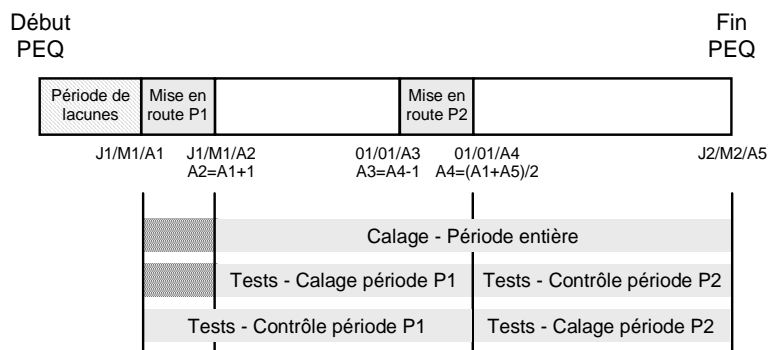 Début
PEQ
Fin
PEQ
Période de
lacunes
Mise en
route P1
Mise en
route P2
J1/M1/A1
J1/M1/A2
A2=A1+1
01/01/A3
A3=A4-1
01/01/A4
A4=(A1+A5)/2
J2/M2/A5
Calage - Période entière
Tests - Calage période P1
Tests - Contrôle période P2
Tests - Contrôle période P1
Tests - Calage période P2